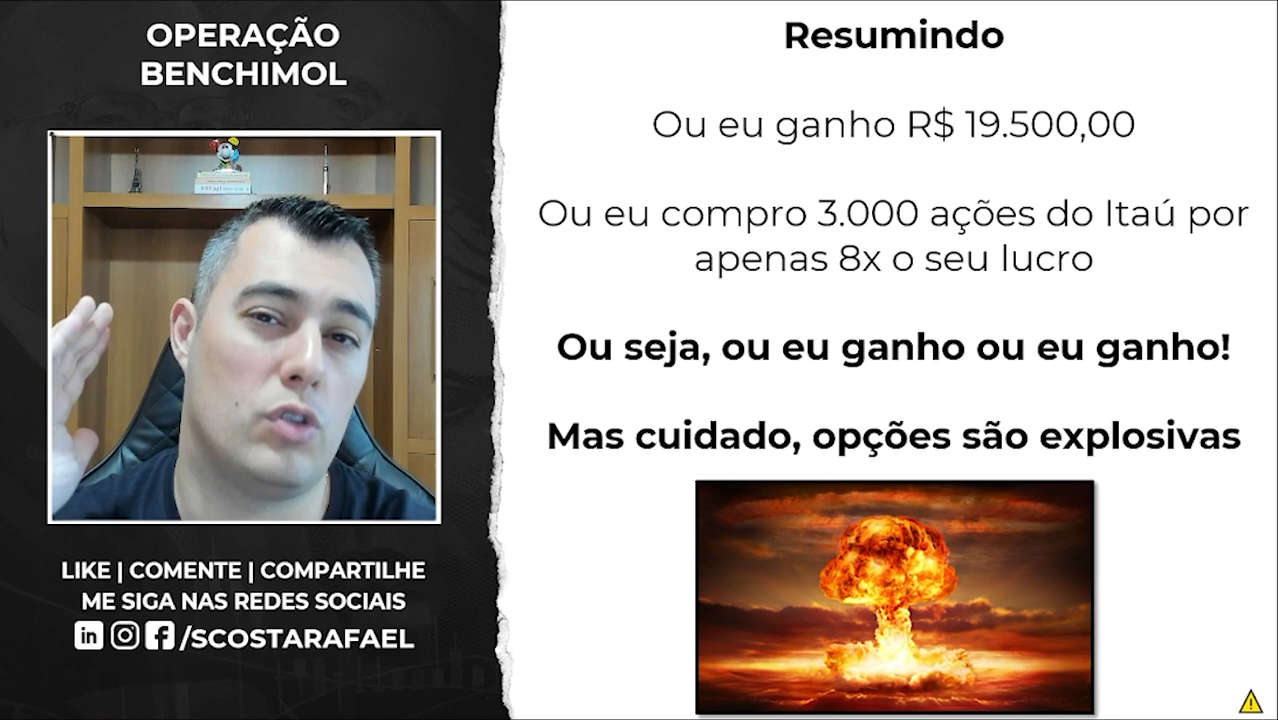 OPERAÇÃO
BENCHIMOL
LIKE | COMENTE | COMPARTILHE
ME SIGA NAS REDES SOCIAIS
/SCOSTARAFAEL
Resumindo
Ou eu ganho R$ 19.500,00
Ou eu compro 3.000 ações do Itaú por
apenas 8x o seu lucro
Ou seja, ou eu ganho ou eu ganho!
Mas cuidado, opções são explosivas